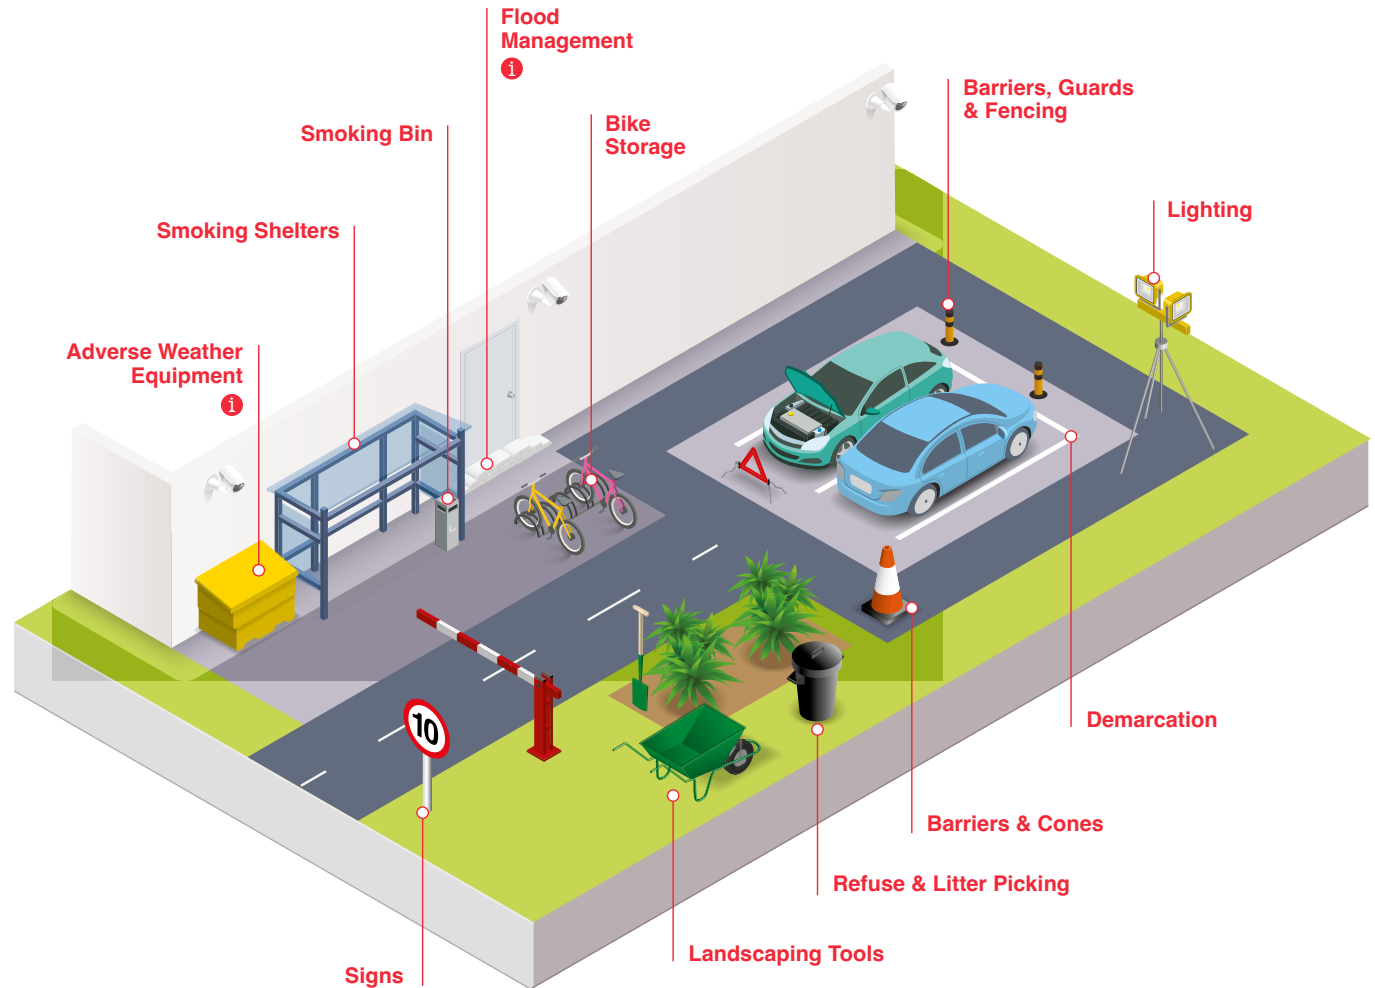 Flood
Management
i
Barriers, Guards
& Fencing
Smoking Bin
Bike
Storage
Lighting
Smoking Shelters
Adverse Weather
Equipment
i
10
Demarcation
Barriers & Cones
Refuse & Litter Picking
Landscaping Tools
Signs